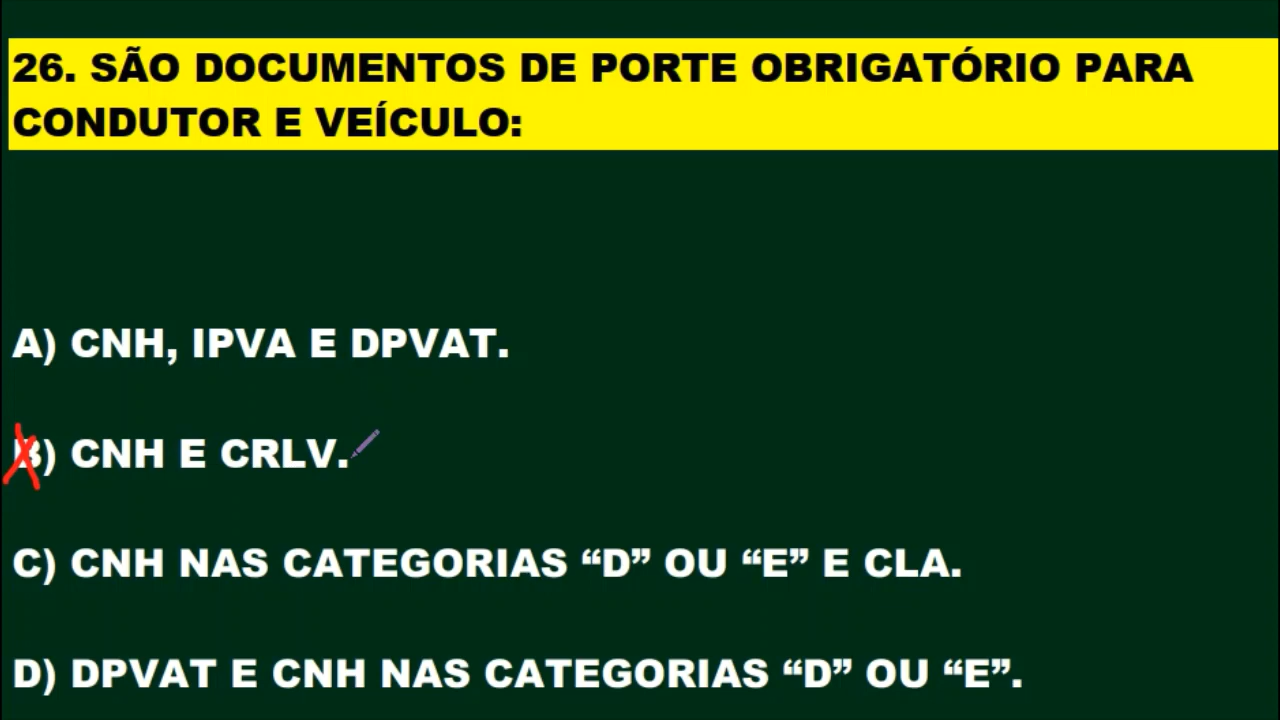 26. SÃO DOCUMENTOS DE PORTE OBRIGATÓRIO PARA
CONDUTOR E VEÍCULO:
A) CNH, IPVA E DPVAT.
B) CNH E CRLV.
C) CNH NAS CATEGORIAS “D” OU “E” E CLA.
D) DPVAT E CNH NAS CATEGORIAS “D” OU “E”.